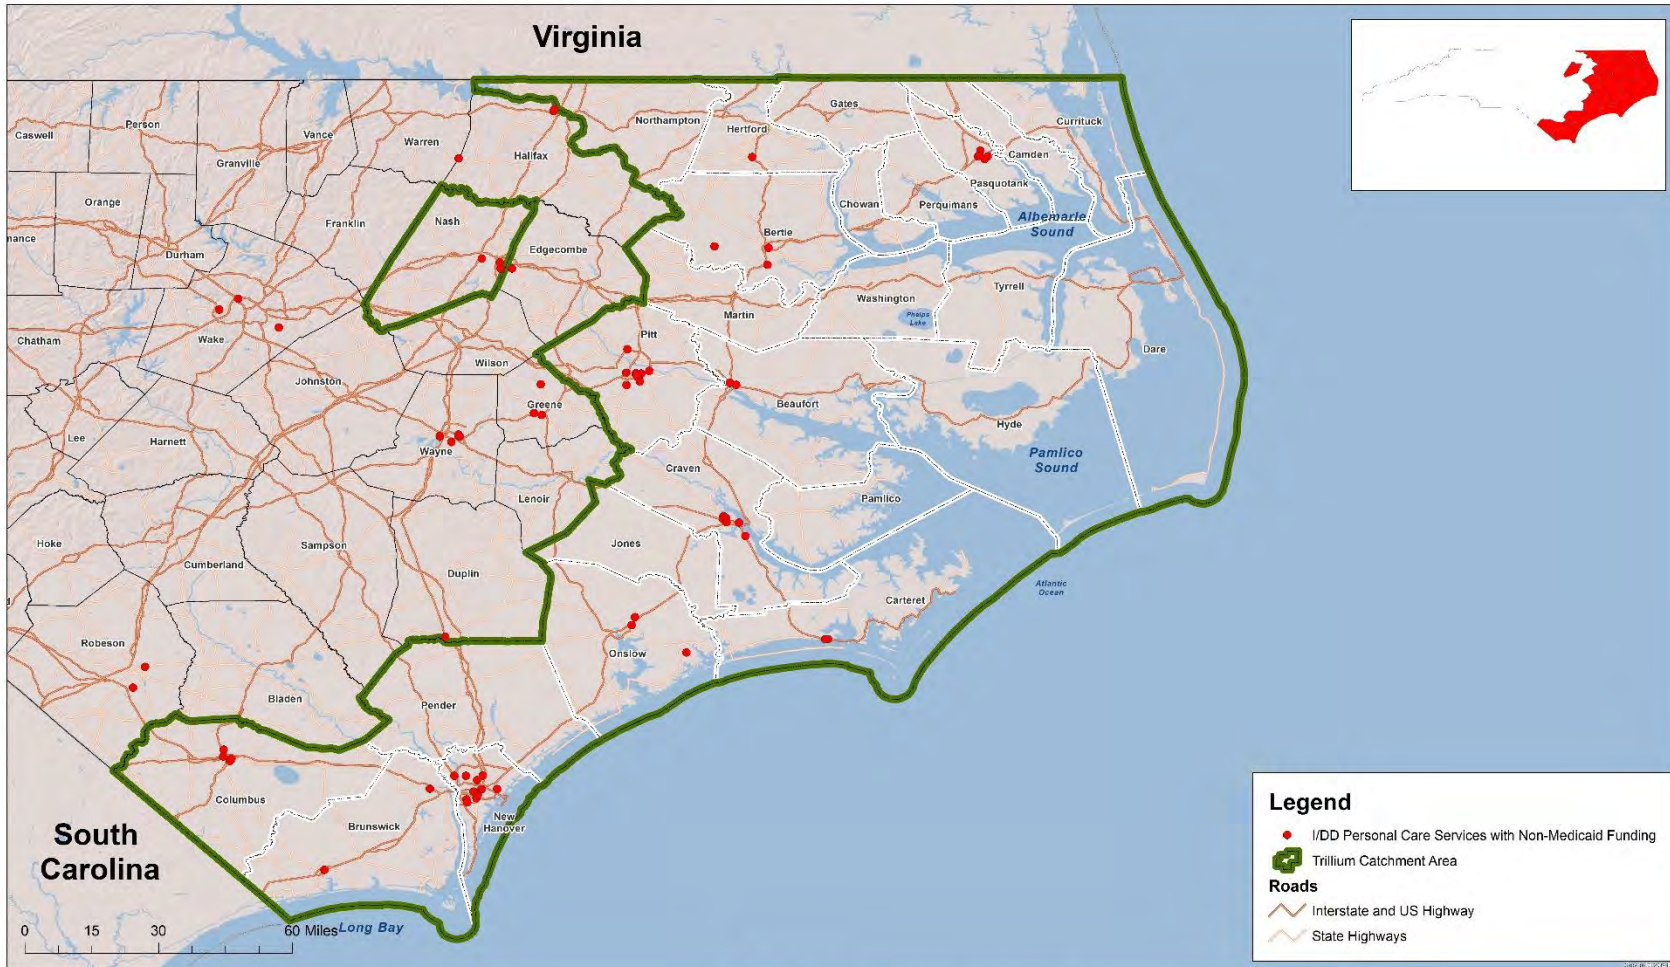 Virginia
Gates
Currituck
Northampton
Hertford
Person
Vance
Caswell
Warren
Halifax
Camden
Granville
Pasquotank
Orange
Chowan
Perquimans
Nash
Franklin
Albemarle
Sound
Bertie
mance
Edgecombe
Durham
Tyrrell
Washington
Phelps
Lake
Martin
Pitt
Chatham
Wake
Dare
Wilson
Johnston
Greene
Beaufort
Hyde
Lee
Harnett
Wayne
Pamlico
Sound
Craven
Lenoir
Pamlico
Hoke
Sampson
Jones
Cumberland
Duplin
Atlantic
Ocean
Carteret
Robeson
Onslow
Bladen
Pender
Columbus
New
Hanover
Brunswick
South
Carolina
Long Bay
0 15 30 60 Miles
Legend
I/DD Personal Care Services with Non-Medicaid Funding
Trillium Catchment Area
Roads
Interstate and US Highway
State Highways